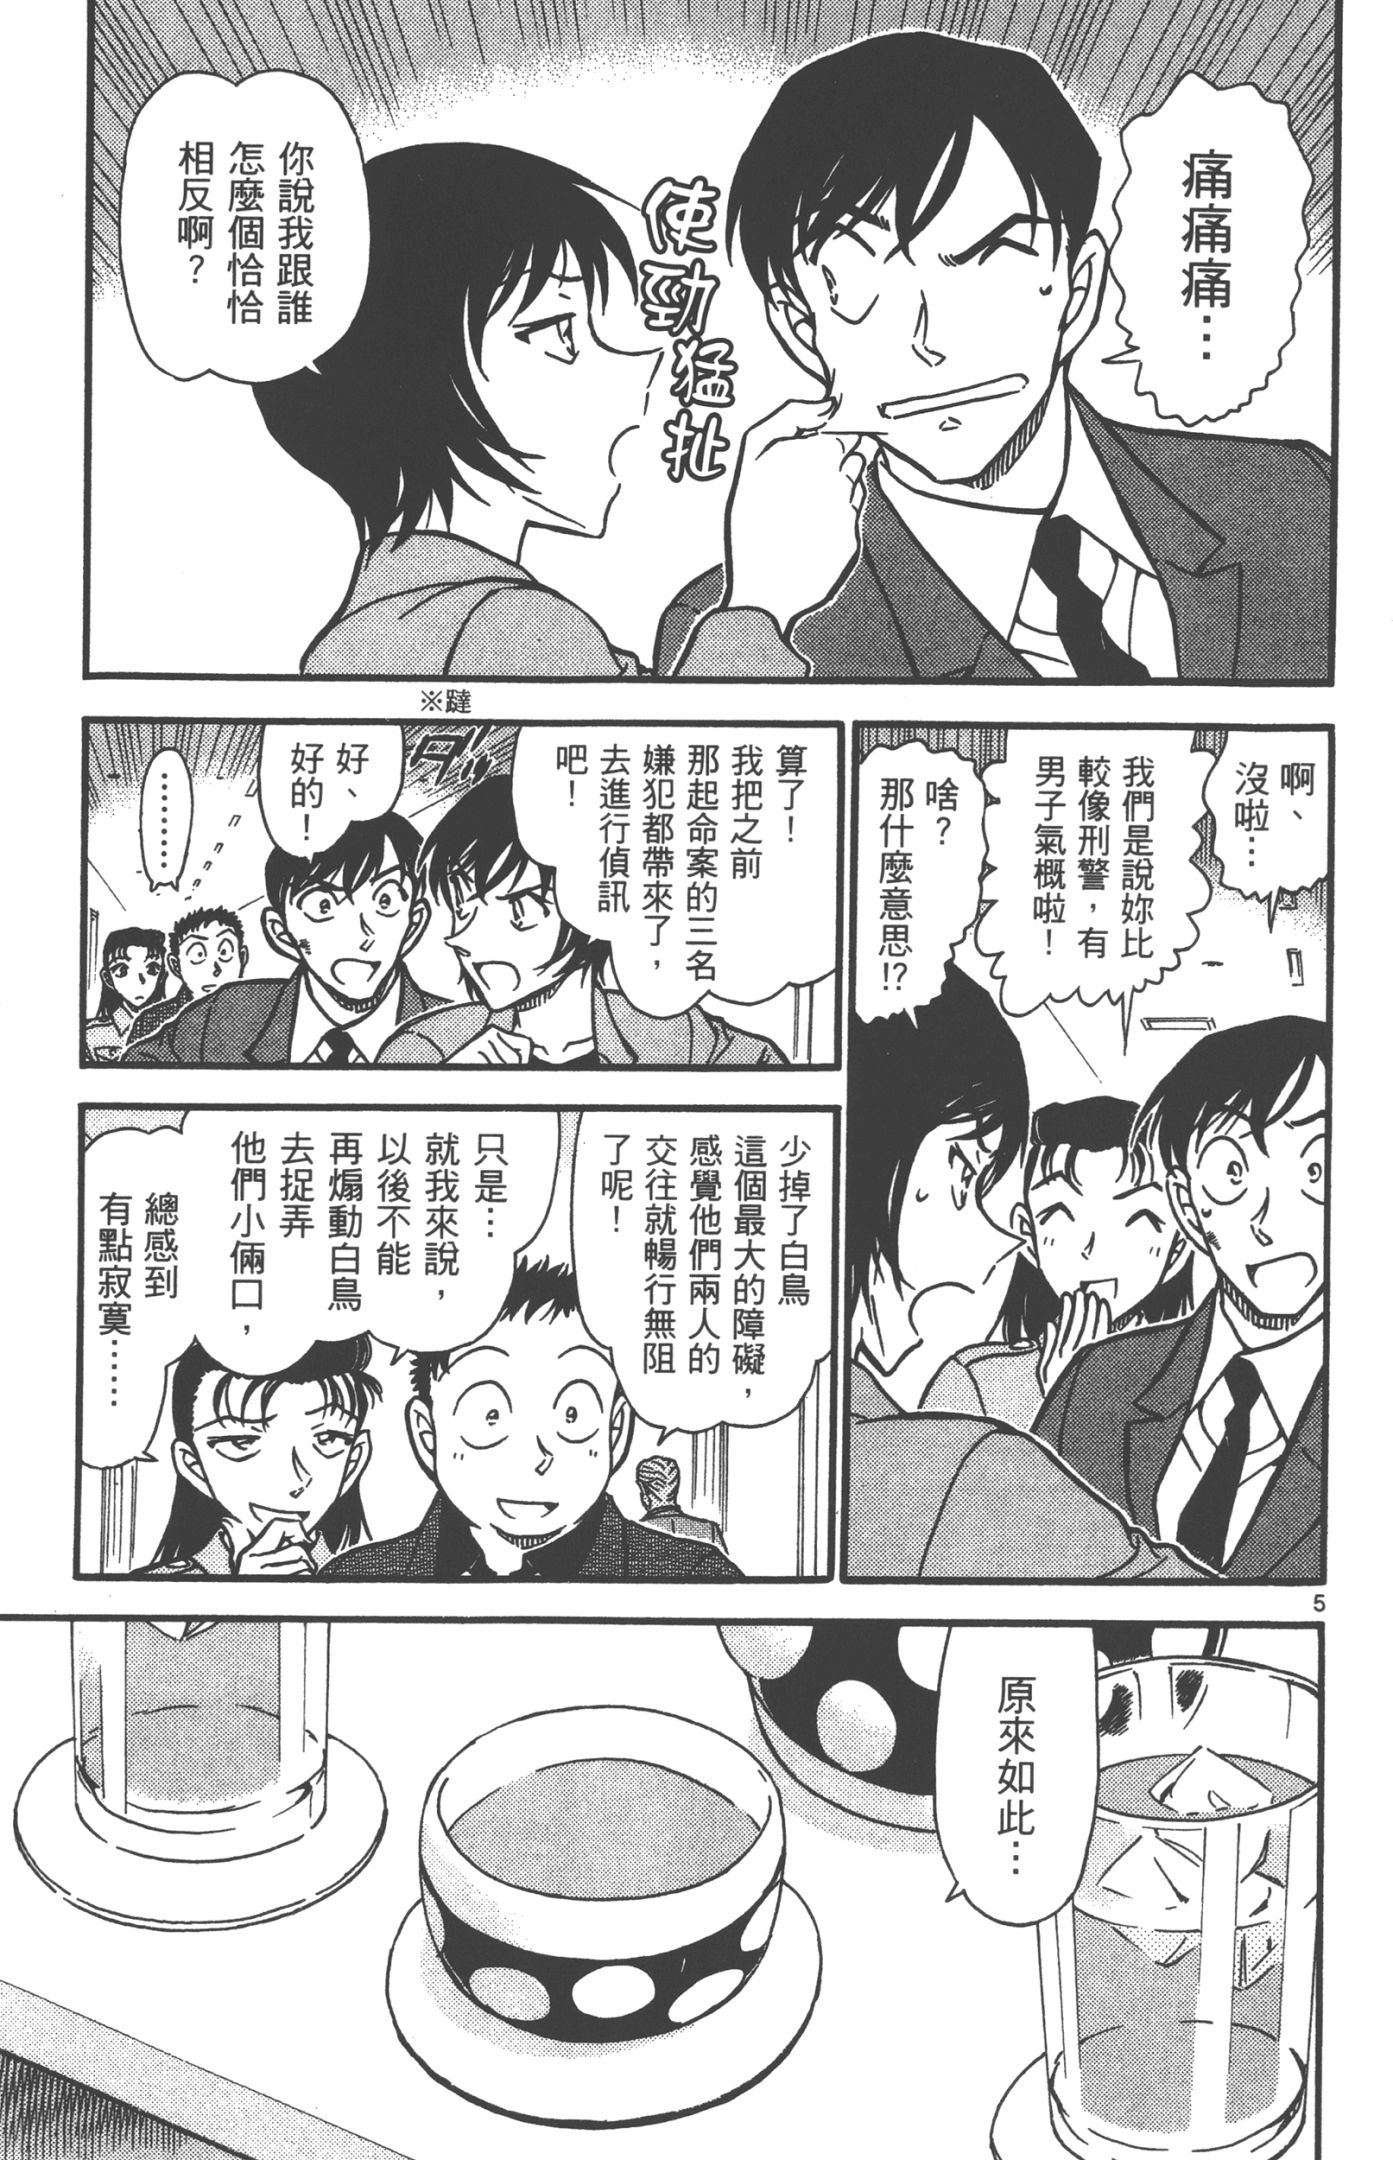 痛痛痛…
使勁猛扯
你說我跟誰
怎麼個恰恰
相反啊？
啊、
沒啦…
我們是說妳比
較像刑警，有
男子氣概啦！
啥？
那什麼意思!?
算了！
我把之前
那起命案的三名
嫌犯都帶來了，
去進行偵訊
吧！
※躂
ダッ
好、
好的！
………
少掉了白鳥
這個最大的障礙，
感覺他們兩人的
交往就暢行無阻
了呢！
只是…
就我來說，
以後不能
再煽動白鳥
去捉弄
他們小倆口，
總感到
有點寂寞……
5
原來如此…